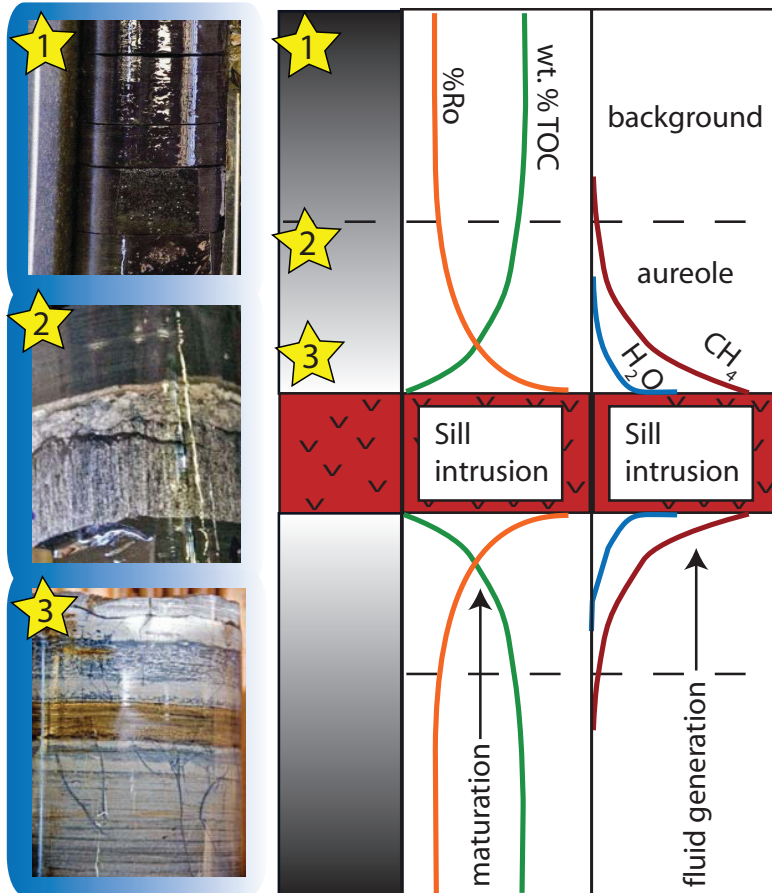 1
2
3
1
2
3
%Ro
wt. % TOC
background
aureole
H2O
CH4
Sill
intrusion
Sill
intrusion
maturation
fluid generation